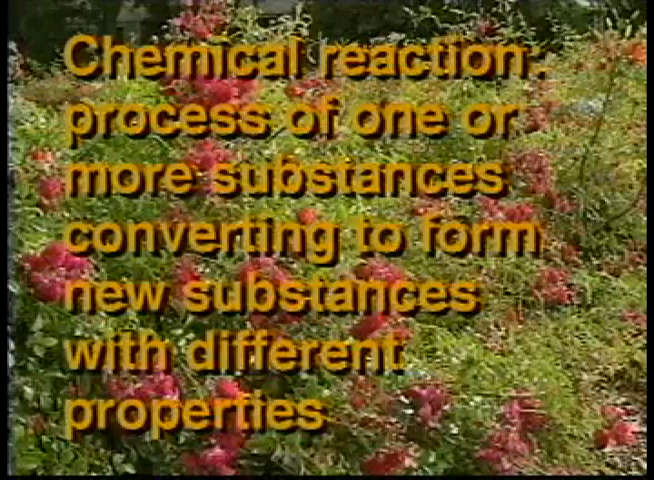 Chemical reaction:
process of one or
more substances
converting to form
new substances
with different
properties